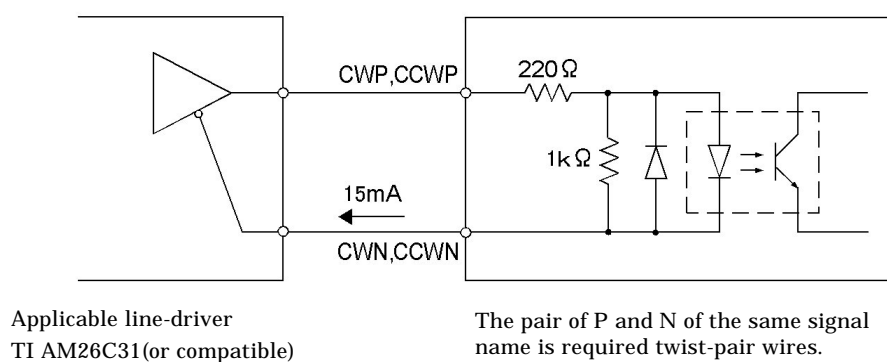 CWP,CCWP
220Ω
1kΩ
15mA
CWN,CCWN
Applicable line-driver
TI AM26C31(or compatible)
The pair of P and N of the same signal
name is required twist-pair wires.